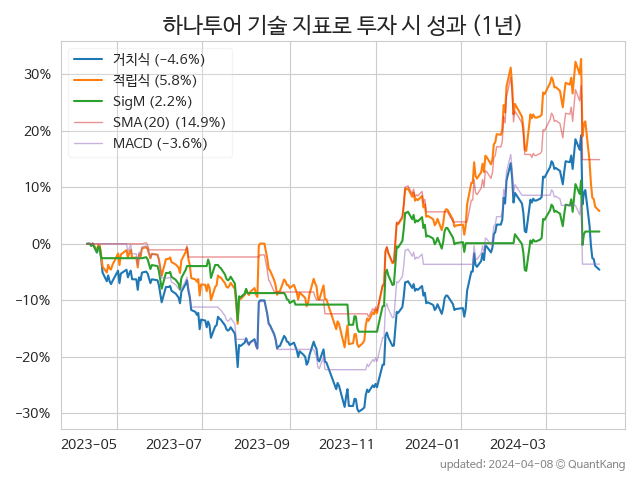 하나투어 기술 지표로 투자 시 성과 (1년)
거치식 (−4.6%)
적립식 (5.8%)
SigM (2.2%)
SMA(20) (14.9%)
MACD (−3.6%)
30%
20%
10%
0%
−10%
−20%
−30%
2023-05 2023-07 2023-09 2023-11 2024-01 2024-03
updated: 2024-04-08 ⓒ QuantKang